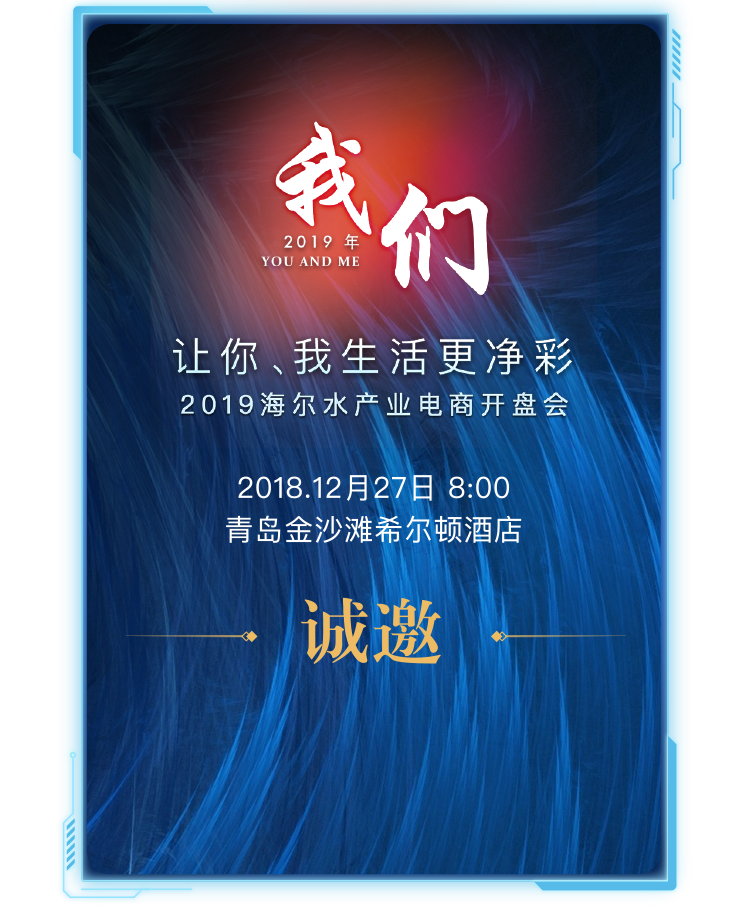 我们
2019 年
YOU AND ME
让你、我生活更净彩
2019海尔水产业电商开盘会
2018.12月27日 8:00
青岛金沙滩希尔顿酒店
诚邀